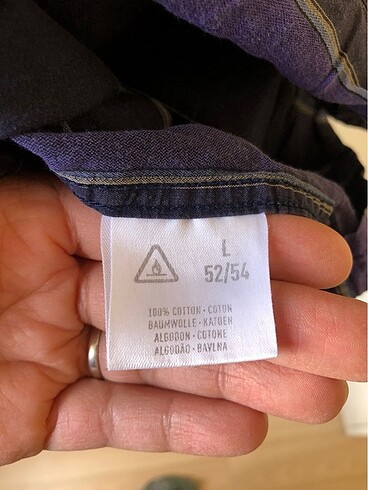 L
52/54
100% COTTON · COTON
BAUMWOLLE · KATOEN
ALGODON · COTONE
ALGODÃO · BAVLNA